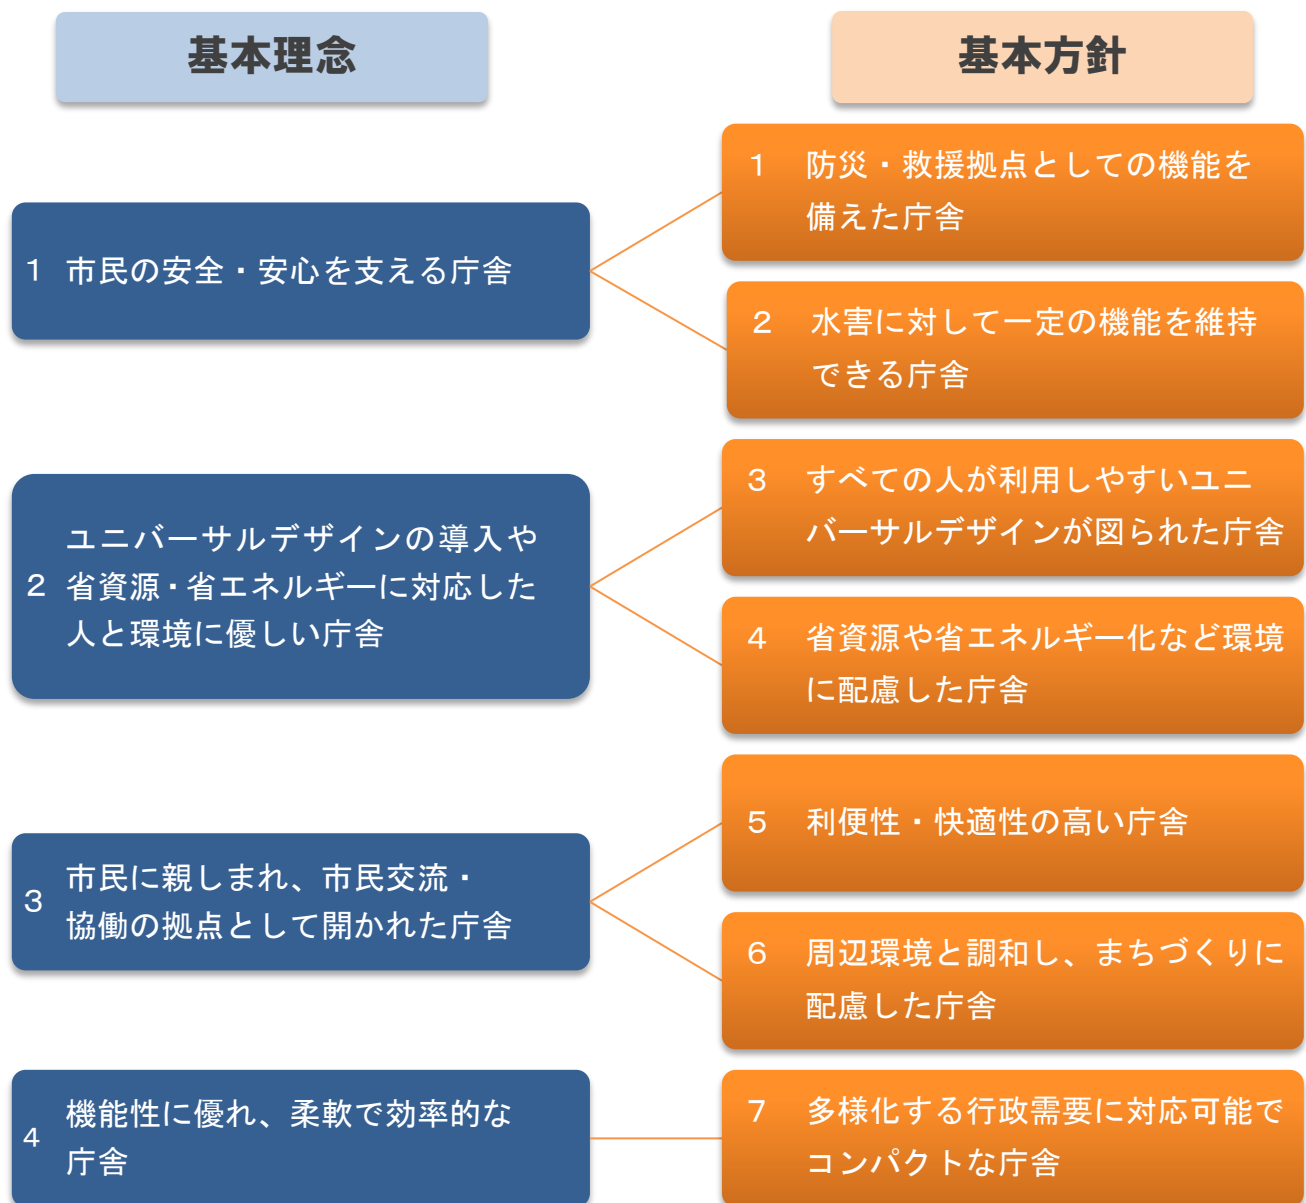 基本理念
基本方針
1 市民の安全・安心を支える庁舎
1 防災・救援拠点としての機能を
備えた庁舎
2 水害に対して一定の機能を維持
できる庁舎
2 ユニバーサルデザインの導入や
省資源・省エネルギーに対応した
人と環境に優しい庁舎
3 すべての人が利用しやすいユニ
バーサルデザインが図られた庁舎
4 省資源や省エネルギー化など環境
に配慮した庁舎
3 市民に親しまれ、市民交流・
協働の拠点として開かれた庁舎
5 利便性・快適性の高い庁舎
6 周辺環境と調和し、まちづくりに
配慮した庁舎
4 機能性に優れ、柔軟で効率的な
庁舎
7 多様化する行政需要に対応可能で
コンパクトな庁舎